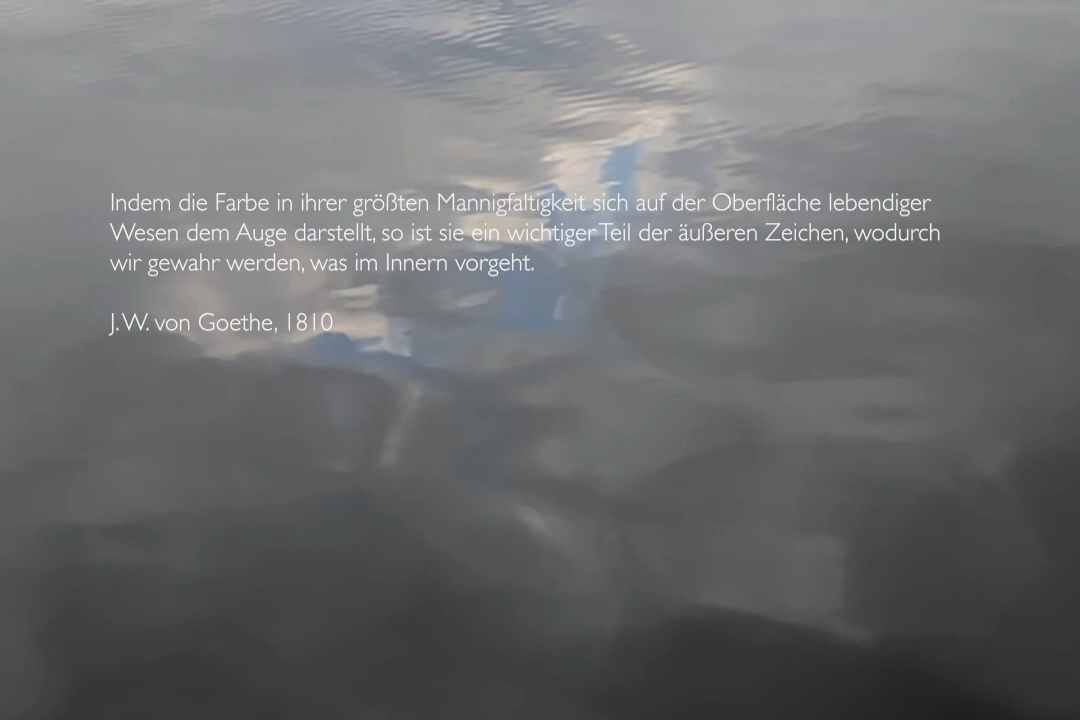 Indem die Farbe in ihrer größten Mannigfaltigkeit sich auf der Oberfläche lebendiger
Wesen dem Auge darstellt, so ist sie ein wichtiger Teil der äußeren Zeichen, wodurch
wir gewahr werden, was im Innern vorgeht.
J. W. von Goethe, 1810